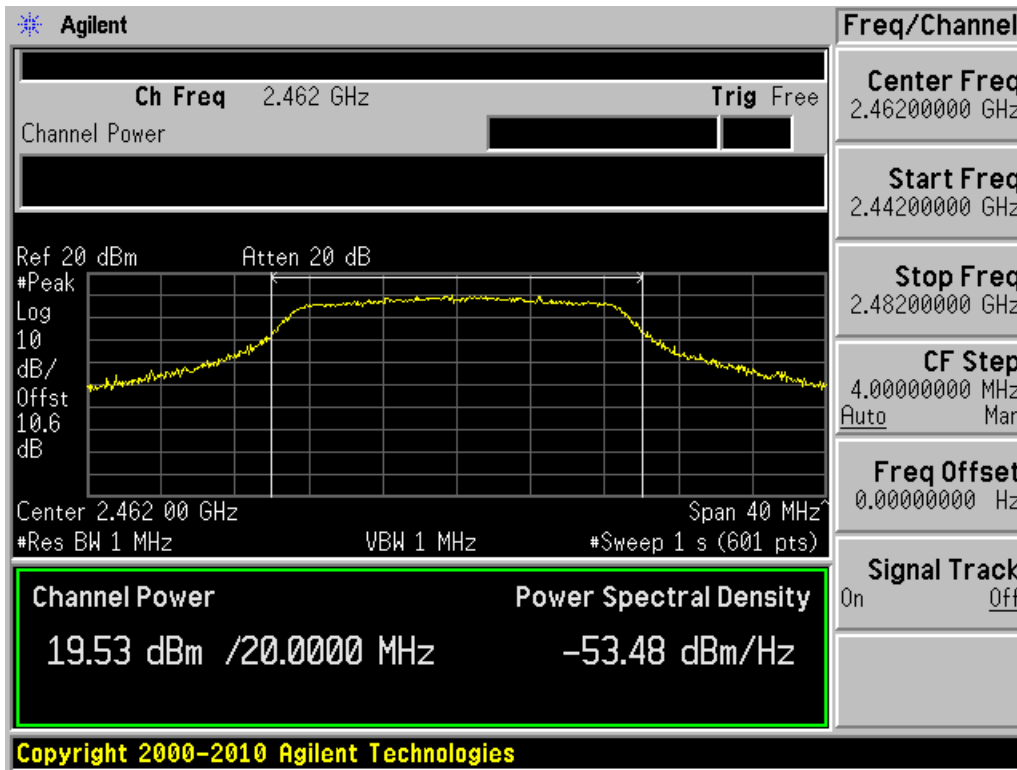 Agilent
Freq/Channel
Ch Freq 2.462 GHz Trig Free
Channel Power
Center Freq
2.46200000 GHz
Start Freq
2.44200000 GHz
Stop Freq
2.48200000 GHz
CF Step
4.00000000 MHz
Auto Man
Freq Offset
0.00000000 Hz
Signal Track
On Off
Ref 20 dBm Atten 20 dB
#Peak
Log
10
dB/
Offst
10.6
dB
Center 2.462 00 GHz Span 40 MHz^
#Res BW 1 MHz VBW 1 MHz #Sweep 1 s (601 pts)
Channel Power Power Spectral Density
19.53 dBm /20.0000 MHz -53.48 dBm/Hz
Copyright 2000-2010 Agilent Technologies